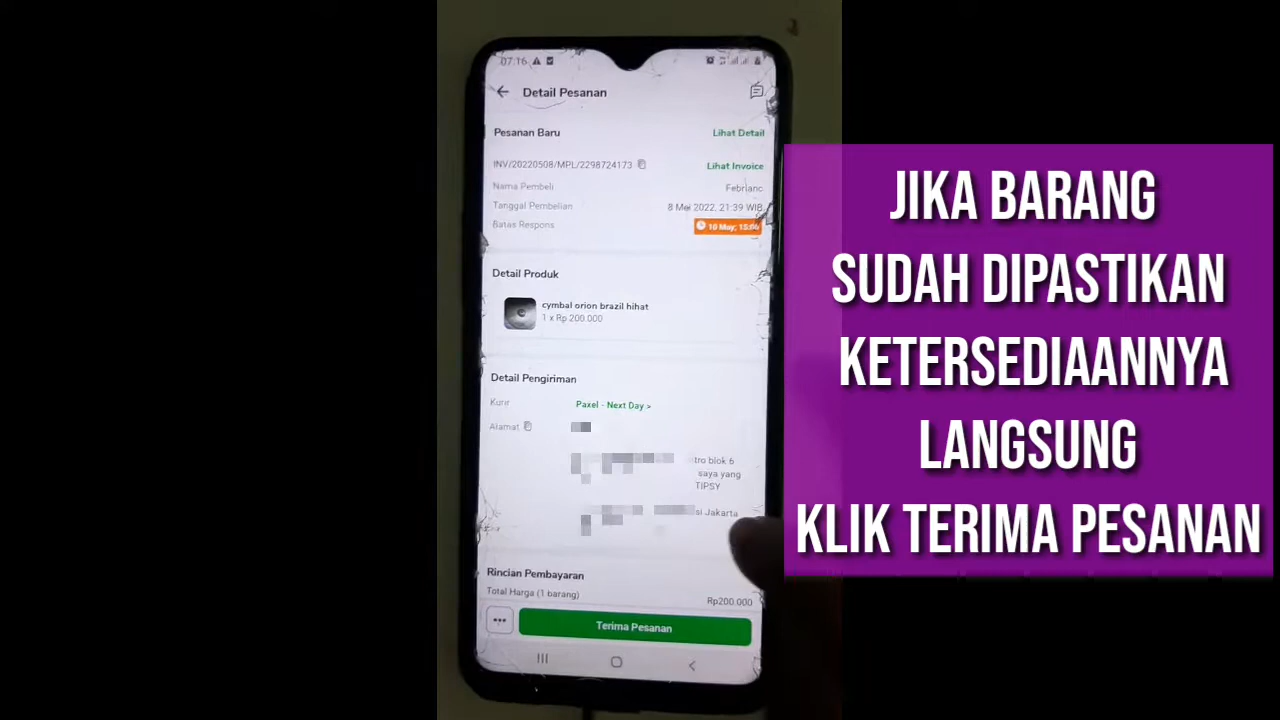 07:16
Detail Pesanan
Pesanan Baru
Lihat Detail
INV/20220508/MPL/2298724173
Lihat Invoice
Nama Pembeli
Febrianc
Tanggal Pembelian
8 Mei 2022, 21:39 WIB
Batas Respons
10 May; 15:
Detail Produk
cymbal orion brazil hihat
1 x Rp 200.000
Detail Pengiriman
Kurir
Paxel - Next Day >
Alamat
tro blok 6
saya yang
TIPSY
si Jakarta
Rincian Pembayaran
Total Harga (1 barang)
Rp200.000
Terima Pesanan
JIKA BARANG
SUDAH DIPASTIKAN
KETERSEDIAANNYA
LANGSUNG
KLIK TERIMA PESANAN